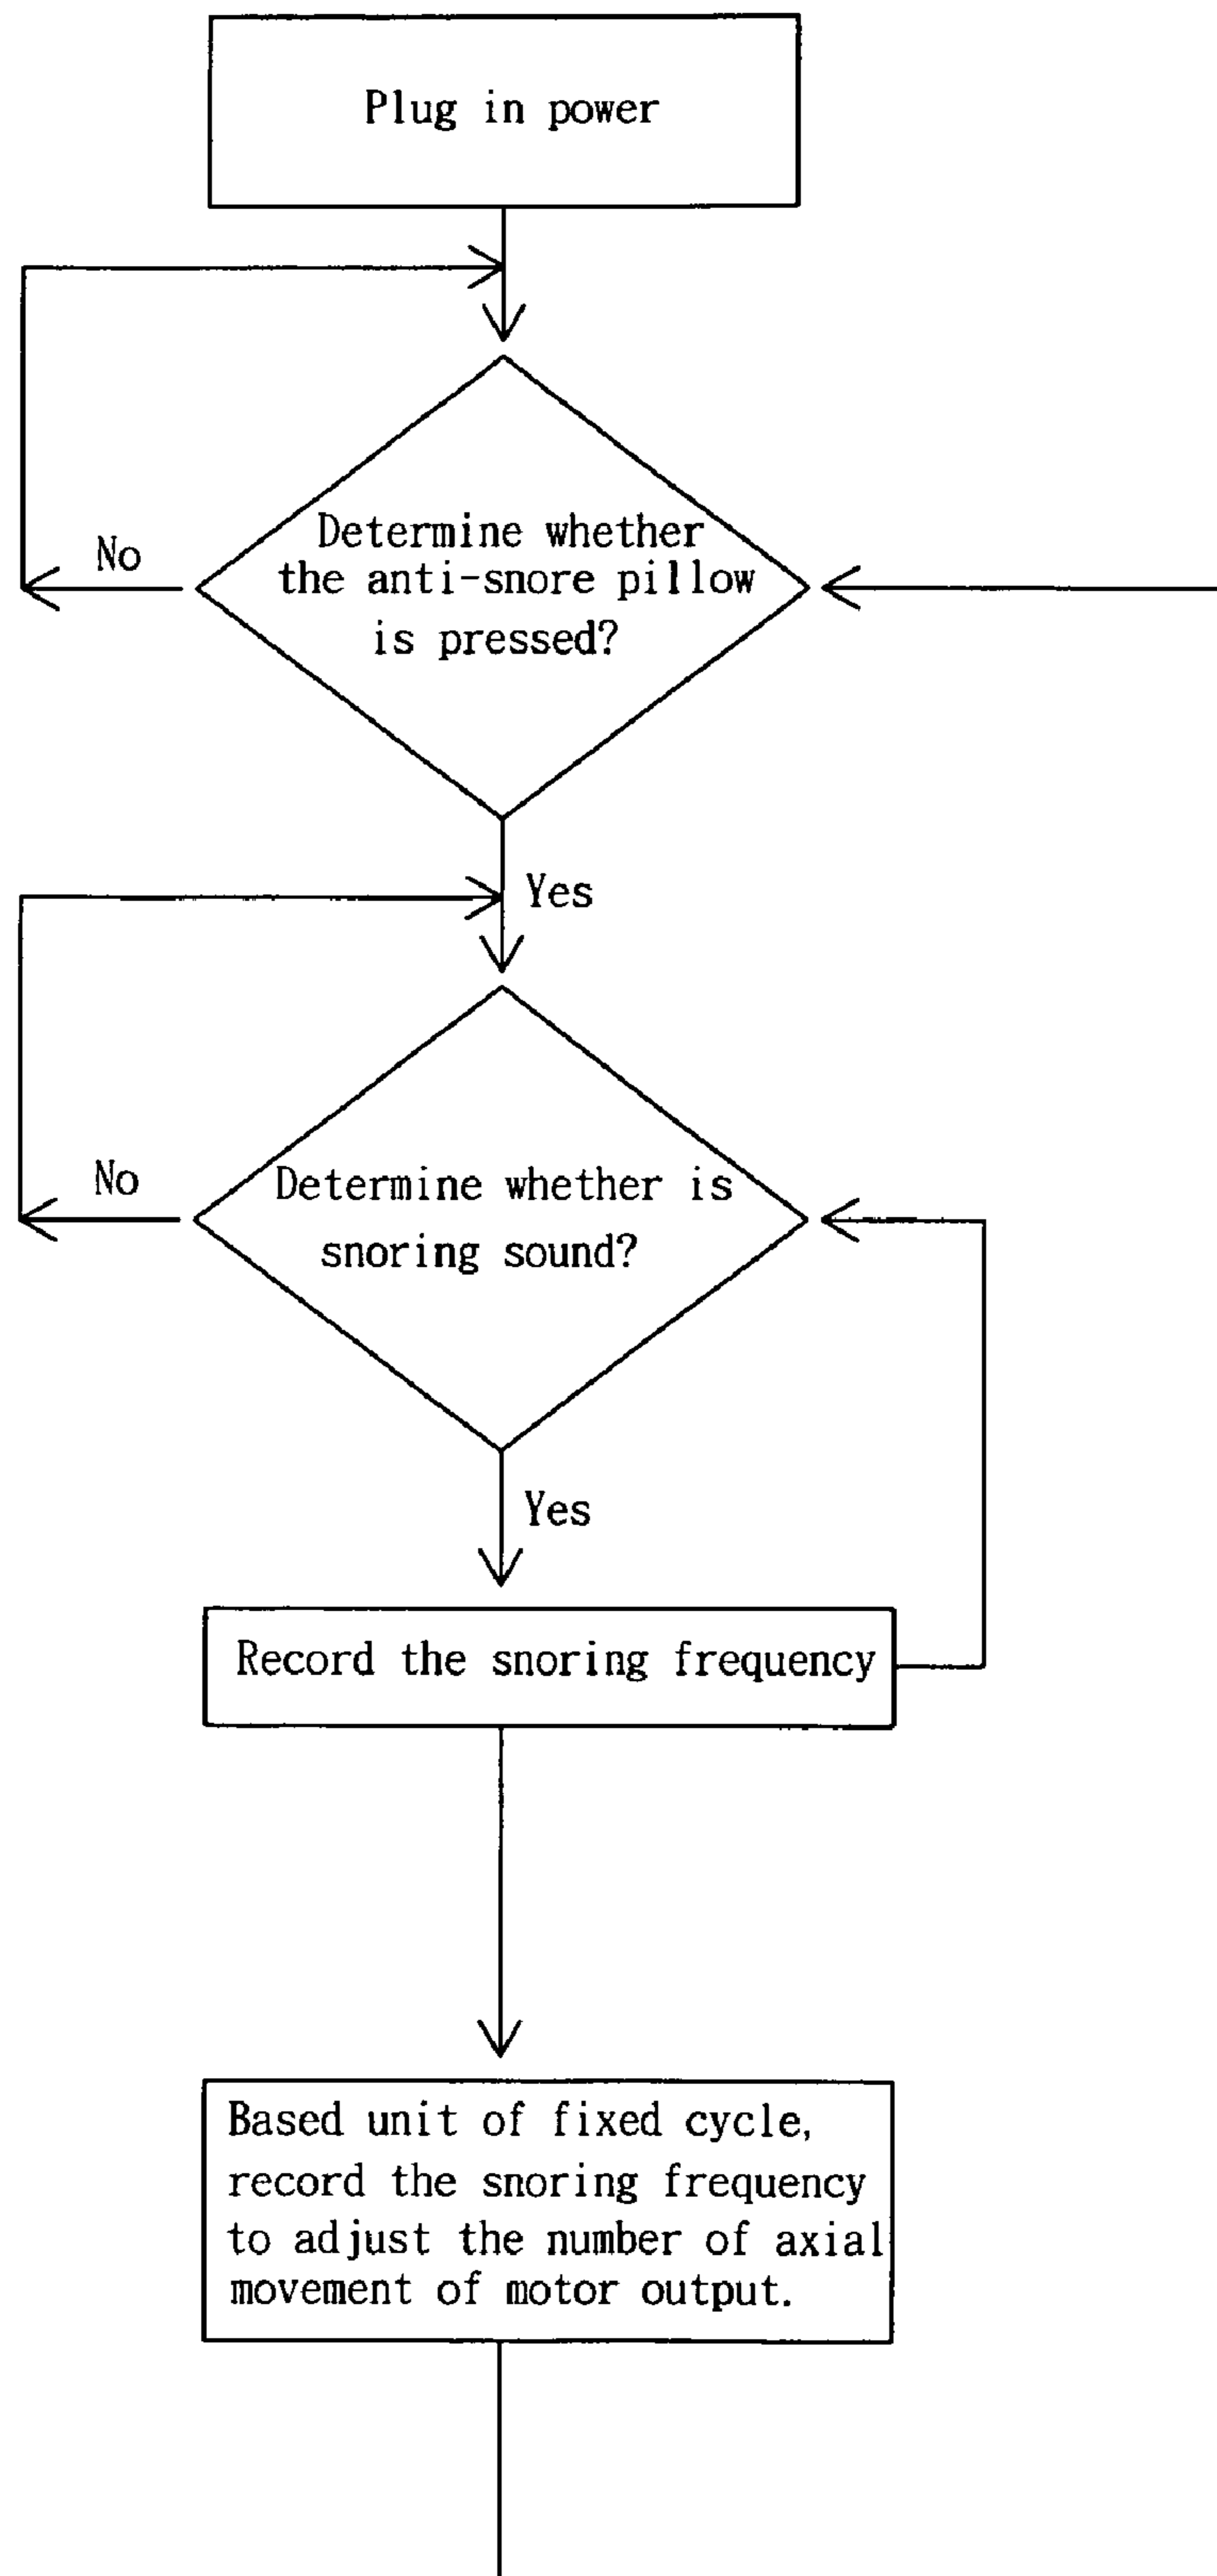 Plug in power
Determine whether
the anti-snore pillow
is pressed?
No
Yes
Determine whether is
snoring sound?
No
Yes
Record the snoring frequency
Based unit of fixed cycle,
record the snoring frequency
to adjust the number of axial
movement of motor output.